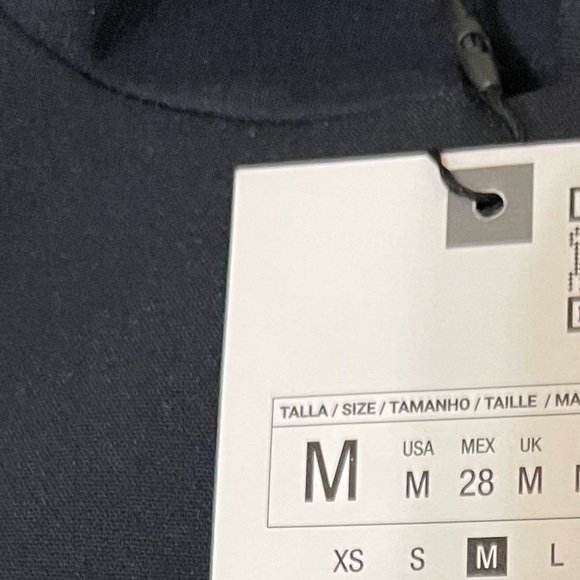 TALLA / SIZE / TAMANHO / TAILLE / MA
M
USA MEX UK
M 28 M
XS S M L